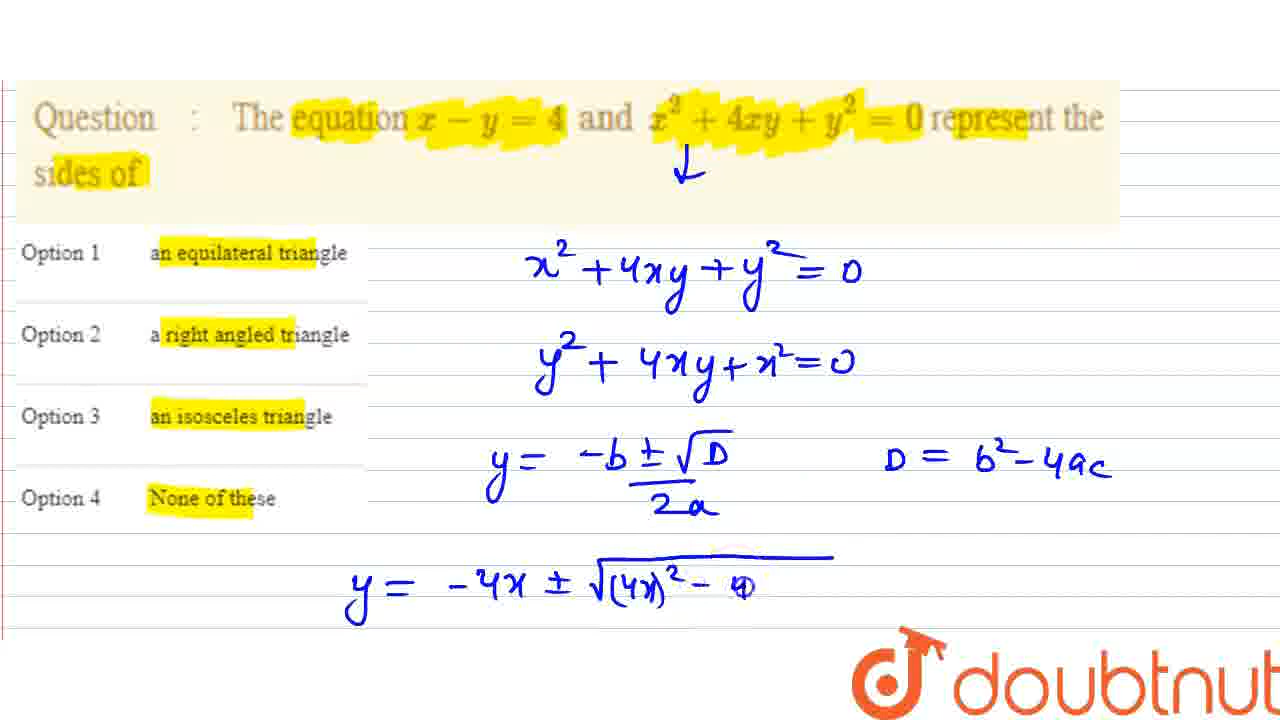 Question : The equation x − y = 4 and x² + 4xy + y² = 0 represent the
sides of
Option 1 an equilateral triangle
Option 2 a right angled triangle
Option 3 an isosceles triangle
Option 4 None of these
x² + 4xy + y² = 0
y² + 4xy + x² = 0
y = −b ± √D / 2a D = b² − 4ac
y = −4x ± √(4x)² − 4
doubtnut